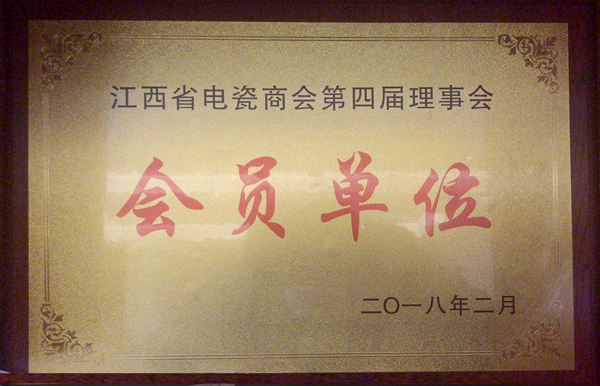 江西省电瓷商会第四届理事会
会员单位
二〇一八年二月